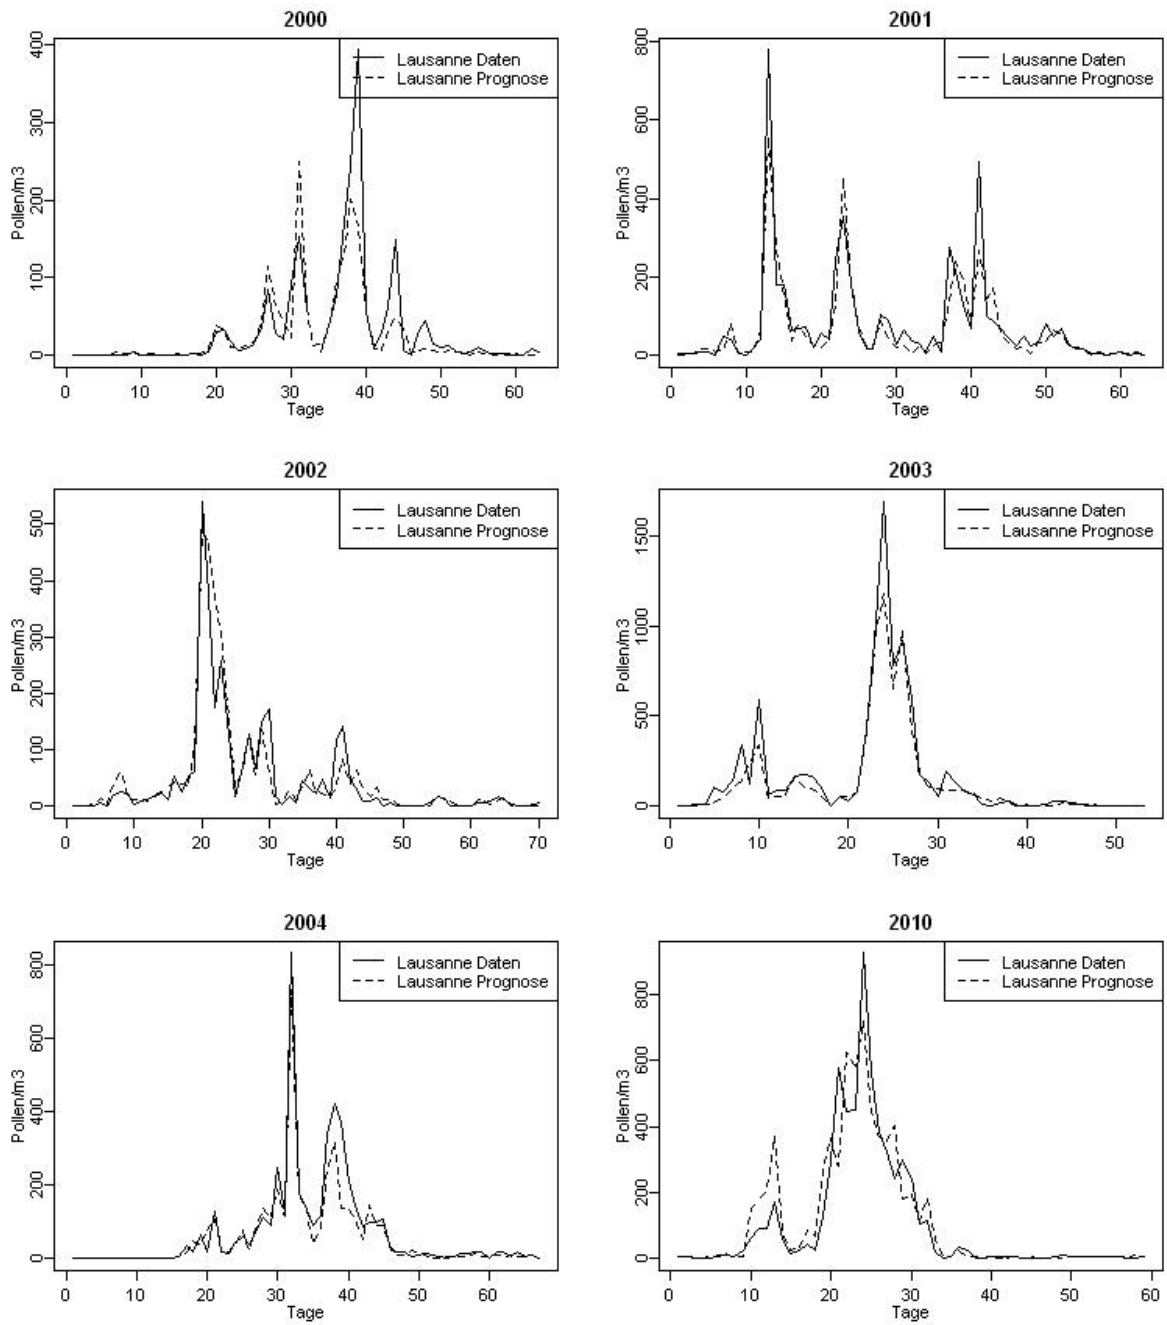 2000
Lausanne Daten
Lausanne Prognose
Pollen/m3
400
300
200
100
0
0 10 20 30 40 50 60
Tage
2001
Lausanne Daten
Lausanne Prognose
Pollen/m3
800
600
400
200
0
0 10 20 30 40 50 60
Tage
2002
Lausanne Daten
Lausanne Prognose
Pollen/m3
500
400
300
200
100
0
0 10 20 30 40 50 60 70
Tage
2003
Lausanne Daten
Lausanne Prognose
Pollen/m3
1500
1000
500
0
0 10 20 30 40 50
Tage
2004
Lausanne Daten
Lausanne Prognose
Pollen/m3
800
600
400
200
0
0 10 20 30 40 50 60
Tage
2010
Lausanne Daten
Lausanne Prognose
Pollen/m3
800
600
400
200
0
0 10 20 30 40 50 60
Tage